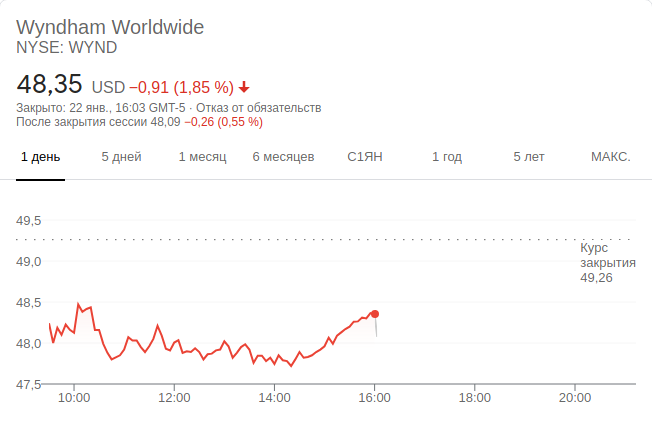 Wyndham Worldwide
NYSE: WYND
48,35 USD −0,91 (1,85 %)
Закрыто: 22 янв., 16:03 GMT-5 · Отказ от обязательств
После закрытия сессии 48,09 −0,26 (0,55 %)
1 день 5 дней 1 месяц 6 месяцев С1ЯН 1 год 5 лет МАКС.
49,5
Курс
закрытия
49,26
49,0
48,5
48,0
47,5
10:00 12:00 14:00 16:00 18:00 20:00